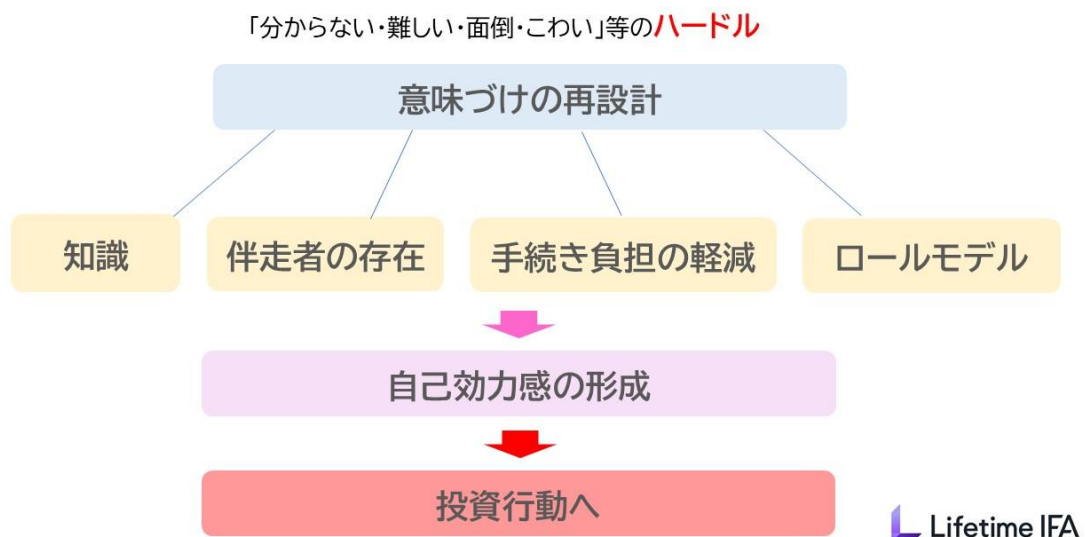 「分からない・難しい・面倒・こわい」等のハードル
意味づけの再設計
知識
伴走者の存在
手続き負担の軽減
ロールモデル
自己効力感の形成
投資行動へ
Lifetime IFA